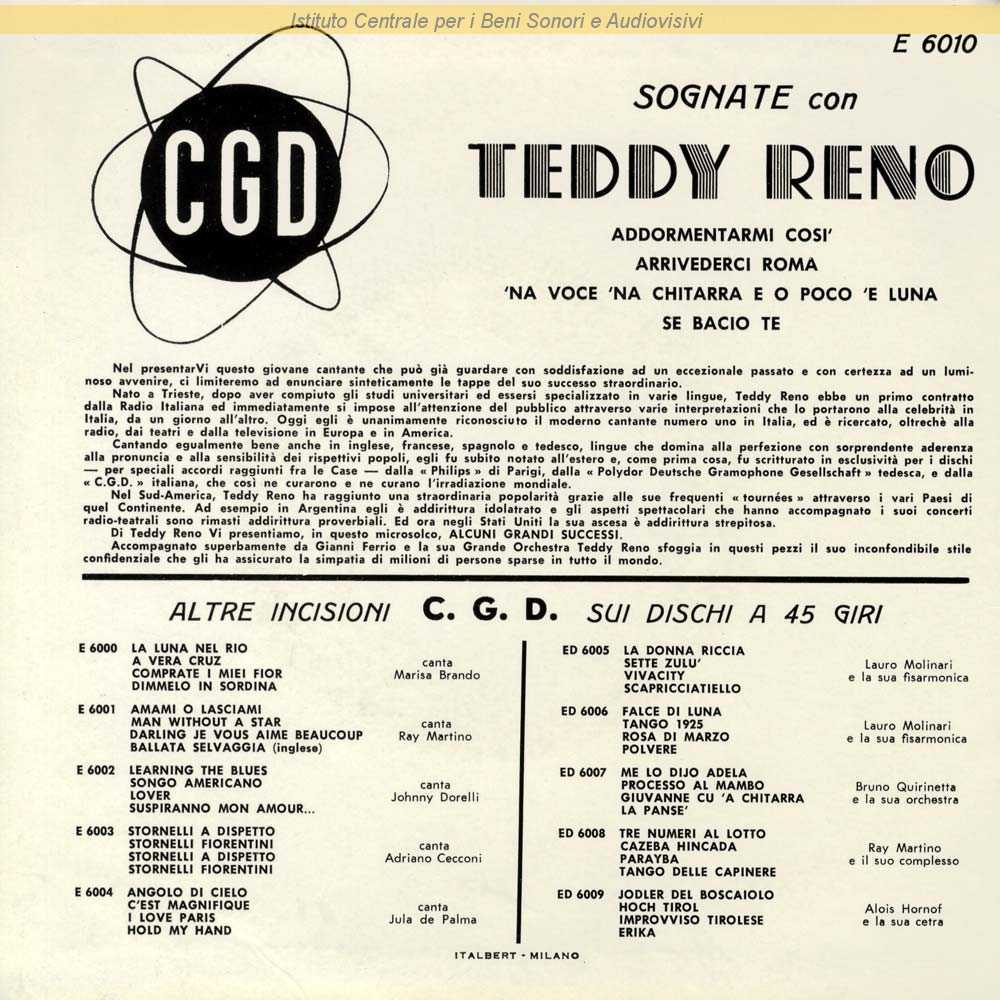 Istituto Centrale per i Beni Sonori e Audiovisivi
E 6010
CGD
SOGNATE con
TEDDY RENO
ADDORMENTARMI COSI'
ARRIVEDERCI ROMA
'NA VOCE 'NA CHITARRA E O POCO 'E LUNA
SE BACIO TE
Nel presentarVi questo giovane cantante che può già guardare con soddisfazione ad un eccezionale passato e con certezza ad un lumi-
noso avvenire, ci limiteremo ad enunciare sinteticamente le tappe del suo successo straordinario.
Nato a Trieste, dopo aver compiuto gli studi universitari ed essersi specializzato in varie lingue, Teddy Reno ebbe un primo contratto
dalla Radio Italiana ed immediatamente si impose all'attenzione del pubblico attraverso varie interpretazioni che lo portarono alla celebrità in
Italia, da un giorno all'altro. Oggi egli è unanimamente riconosciuto il moderno cantante numero uno in Italia, ed è ricercato, oltrechè alla
radio, dai teatri e dalla televisione in Europa e in America.
Cantando egualmente bene anche in inglese, francese, spagnolo e tedesco, lingue che domina alla perfezione con sorprendente aderenza
alla pronuncia e alla sensibilità dei rispettivi popoli, egli fu subito notato all'estero e, come prima cosa, fu scritturato in esclusività per i dischi
— per speciali accordi raggiunti fra le Case — dalla « Philips » di Parigi, dalla « Polydor Deutsche Gramophone Gesellschaft » tedesca, e dalla
« C.G.D. » italiana, che così ne curarono e ne curano l'irradiazione mondiale.
Nel Sud-America, Teddy Reno ha raggiunto una straordinaria popolarità grazie alle sue frequenti « tournées » attraverso i vari Paesi di
quel Continente. Ad esempio in Argentina egli è addirittura idolatrato e gli aspetti spettacolari che hanno accompagnato i suoi concerti
radio-teatrali sono rimasti addirittura proverbiali. Ed ora negli Stati Uniti la sua ascesa è addirittura strepitosa.
Di Teddy Reno Vi presentiamo, in questo microsolco, ALCUNI GRANDI SUCCESSI.
Accompagnato superbamente da Gianni Ferrio e la sua Grande Orchestra Teddy Reno sfoggia in questi pezzi il suo inconfondibile stile
confidenziale che gli ha assicurato la simpatia di milioni di persone sparse in tutto il mondo.
ALTRE INCISIONI C. G. D. SUI DISCHI A 45 GIRI
E 6000 LA LUNA NEL RIO
A VERA CRUZ
COMPRATE I MIEI FIOR
DIMMELO IN SORDINA
canta
Marisa Brando
E 6001 AMAMI O LASCIAMI
MAN WITHOUT A STAR
DARLING JE VOUS AIME BEAUCOUP
BALLATA SELVAGGIA (inglese)
canta
Ray Martino
E 6002 LEARNING THE BLUES
SONGO AMERICANO
LOVER
SUSPIRANNO MON AMOUR...
canta
Johnny Dorelli
E 6003 STORNELLI A DISPETTO
STORNELLI FIORENTINI
STORNELLI A DISPETTO
STORNELLI FIORENTINI
canta
Adriano Cecconi
E 6004 ANGOLO DI CIELO
C'EST MAGNIFIQUE
I LOVE PARIS
HOLD MY HAND
canta
Jula de Palma
ED 6005 LA DONNA RICCIA
SETTE ZULU'
VIVACITY
SCAPRICCIATIELLO
Lauro Molinari
e la sua fisarmonica
ED 6006 FALCE DI LUNA
TANGO 1925
ROSA DI MARZO
POLVERE
Lauro Molinari
e la sua fisarmonica
ED 6007 ME LO DIJO ADELA
PROCESSO AL MAMBO
GIUVANNE CU 'A CHITARRA
LA PANSE'
Bruno Quirinetta
e la sua orchestra
ED 6008 TRE NUMERI AL LOTTO
CAZEBA HINCADA
PARAYBA
TANGO DELLE CAPINERE
Ray Martino
e il suo complesso
ED 6009 JODLER DEL BOSCAIOLO
HOCH TIROL
IMPROVVISO TIROLESE
ERIKA
Alois Hornof
e la sua cetra
ITALBERT - MILANO